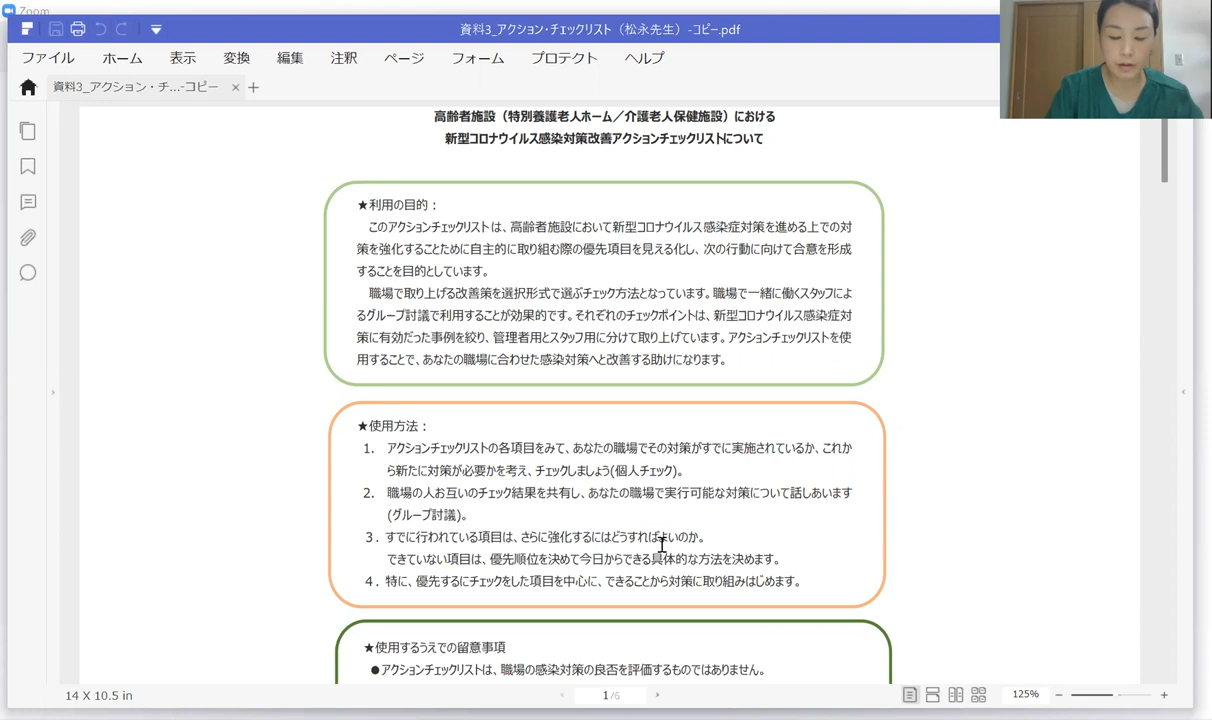 Zoom
資料3_アクション・チェックリスト（松永先生）-コピー.pdf
ファイル ホーム 表示 変換 編集 注釈 ページ フォーム プロテクト ヘルプ
資料3_アクション・チ...-コピー × +
高齢者施設（特別養護老人ホーム／介護老人保健施設）における
新型コロナウイルス感染対策改善アクションチェックリストについて
★利用の目的：
このアクションチェックリストは、高齢者施設において新型コロナウイルス感染症対策を進める上での対
策を強化することために自主的に取り組む際の優先項目を見える化し、次の行動に向けて合意を形成
することを目的としています。
職場で取り上げる改善策を選択形式で選ぶチェック方法となっています。職場で一緒に働くスタッフによ
るグループ討議で利用することが効果的です。それぞれのチェックポイントは、新型コロナウイルス感染症対
策に有効だった事例を絞り、管理者用とスタッフ用に分けて取り上げています。アクションチェックリストを使
用することで、あなたの職場に合わせた感染対策へと改善する助けになります。
★使用方法：
1. アクションチェックリストの各項目をみて、あなたの職場でその対策がすでに実施されているか、これか
ら新たに対策が必要かを考え、チェックしましょう(個人チェック)。
2. 職場の人お互いのチェック結果を共有し、あなたの職場で実行可能な対策について話しあいます
(グループ討議)。
3．すでに行われている項目は、さらに強化するにはどうすればよいのか。
できていない項目は、優先順位を決めて今日からできる具体的な方法を決めます。
4．特に、優先するにチェックをした項目を中心に、できることから対策に取り組みはじめます。
★使用するうえでの留意事項
●アクションチェックリストは、職場の感染対策の良否を評価するものではありません。
14 X 10.5 in
1/6
125%